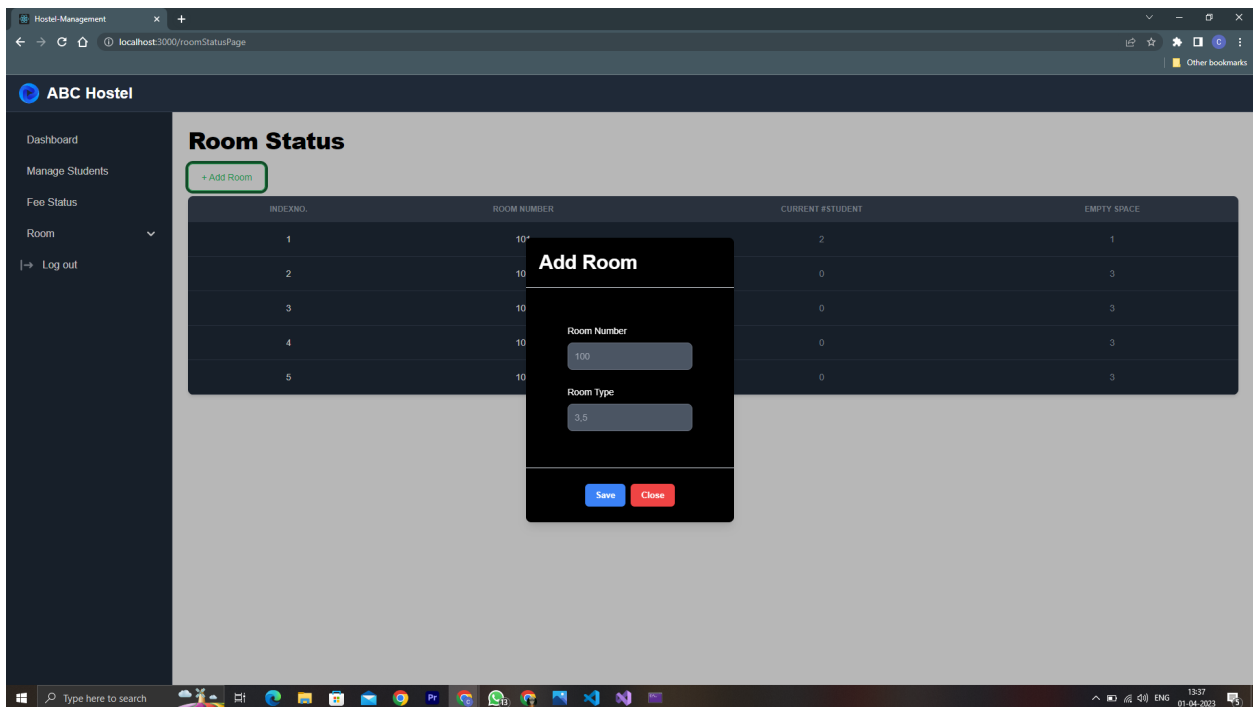 Hostel-Management
localhost:3000/roomStatusPage
C
Other bookmarks
ABC Hostel
Dashboard
Manage Students
Fee Status
Room
Log out
Room Status
+ Add Room
INDEXNO. ROOM NUMBER CURRENT #STUDENT EMPTY SPACE
1 2 1
2 0 3
3 0 3
4 0 3
5 0 3
Add Room
Room Number
100
Room Type
3,5
Save Close
Type here to search
Pr
13
ENG
13:37
01-04-2023
5